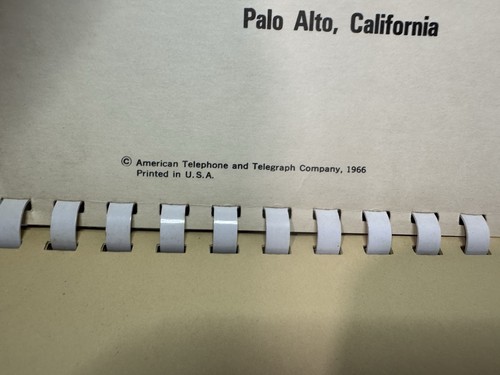 Palo Alto, California
© American Telephone and Telegraph Company, 1966
Printed in U.S.A.